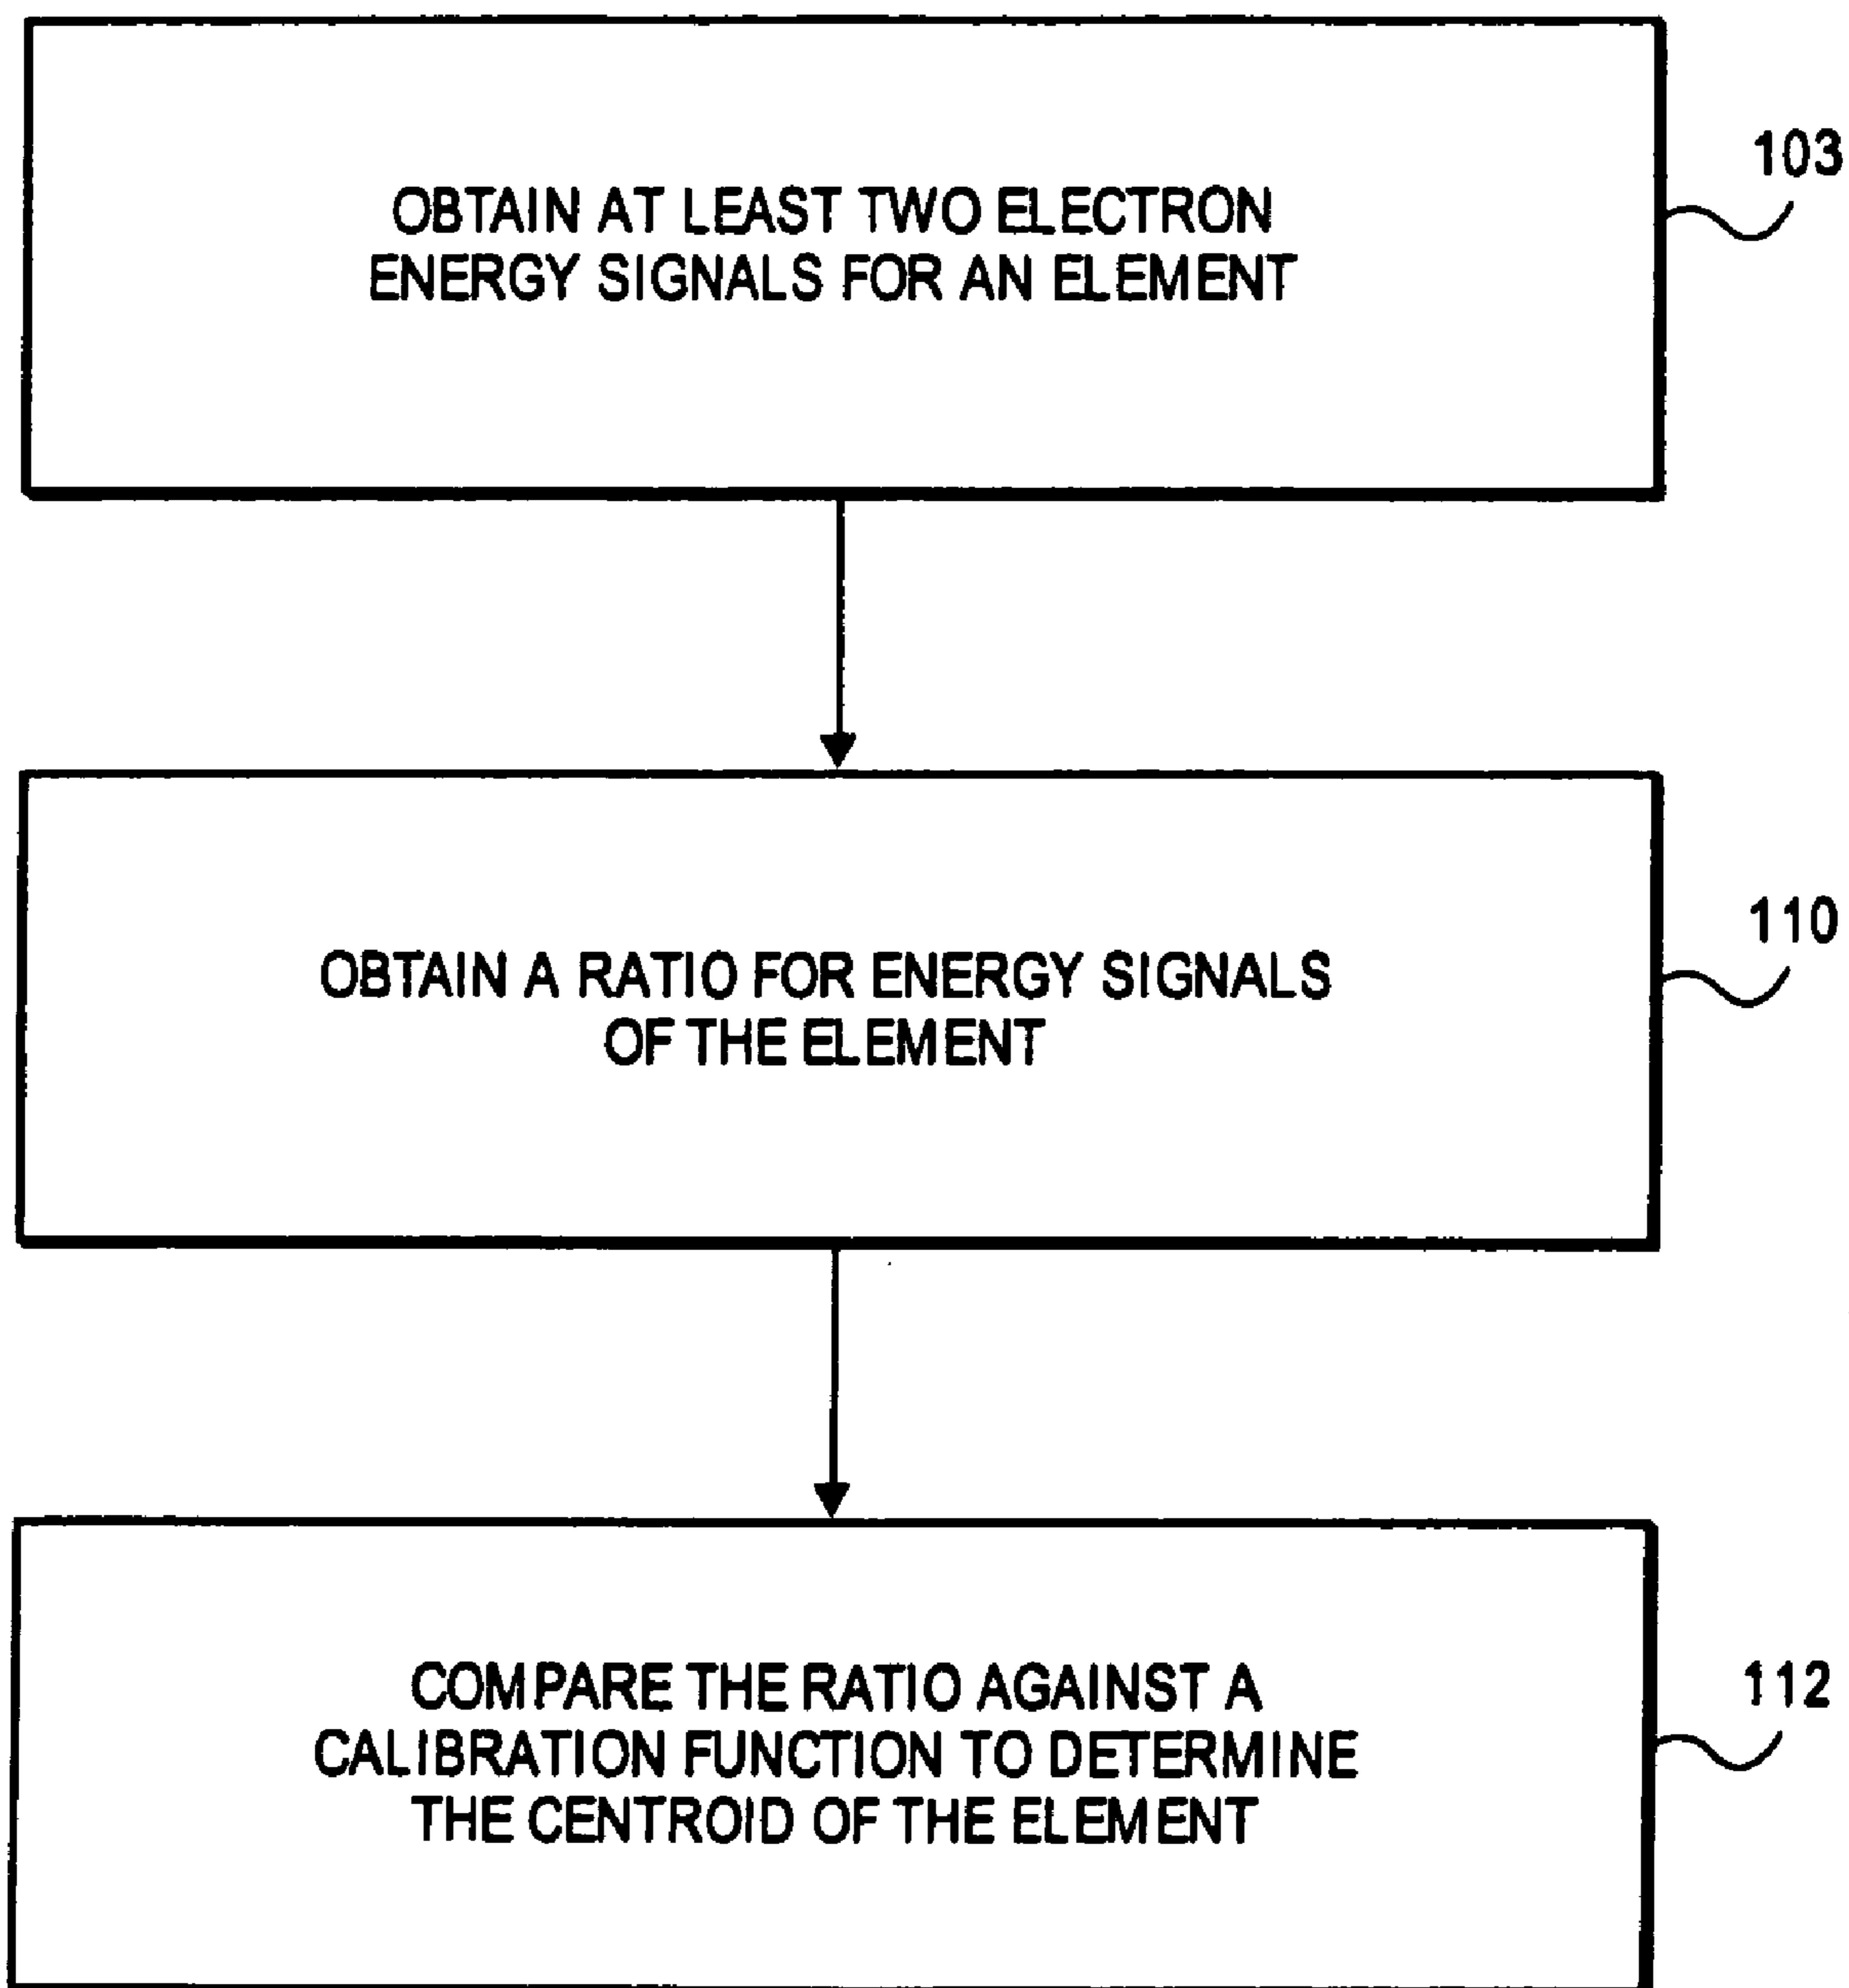 103
OBTAIN AT LEAST TWO ELECTRON
ENERGY SIGNALS FOR AN ELEMENT
110
OBTAIN A RATIO FOR ENERGY SIGNALS
OF THE ELEMENT
112
COMPARE THE RATIO AGAINST A
CALIBRATION FUNCTION TO DETERMINE
THE CENTROID OF THE ELEMENT